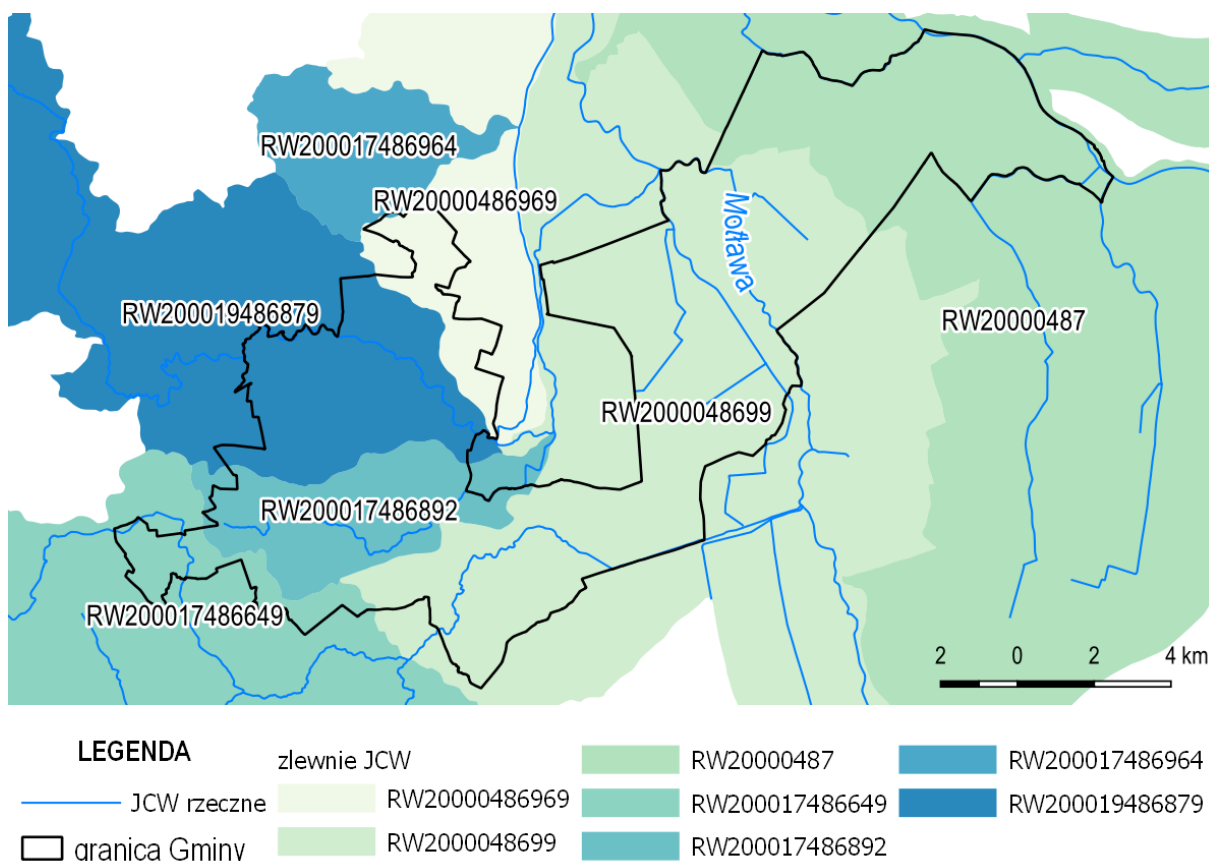 RW200017486964
RW20000486969
Motława
RW200019486879
RW20000487
RW2000048699
RW200017486892
RW200017486649
2 0 2 4 km
LEGENDA
JCW rzeczne
granica Gminy
zlewnie JCW
RW20000486969
RW2000048699
RW20000487
RW200017486649
RW200017486892
RW200017486964
RW200019486879